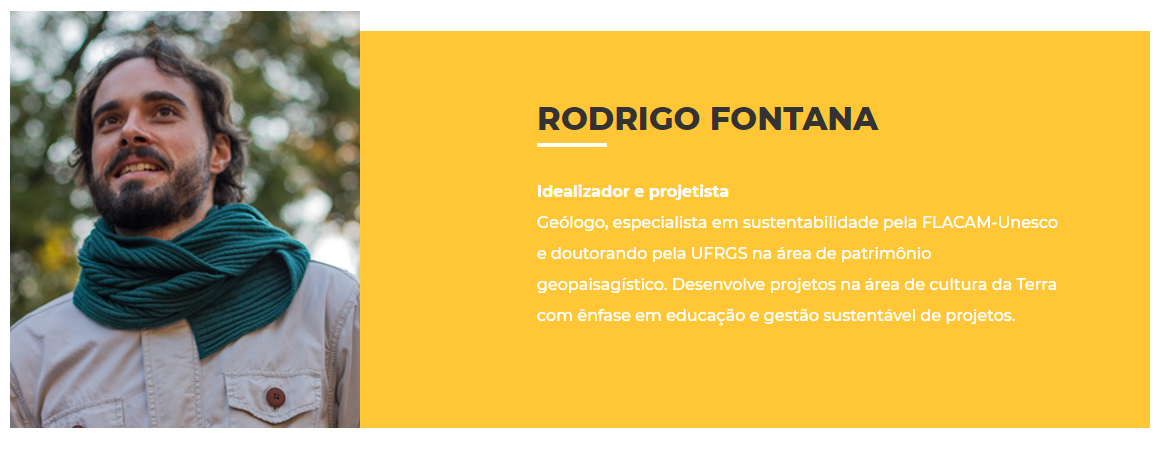 RODRIGO FONTANA
Idealizador e projetista
Geólogo, especialista em sustentabilidade pela FLACAM-Unesco
e doutorando pela UFRGS na área de patrimônio
geopaisagístico. Desenvolve projetos na área de cultura da Terra
com ênfase em educação e gestão sustentável de projetos.